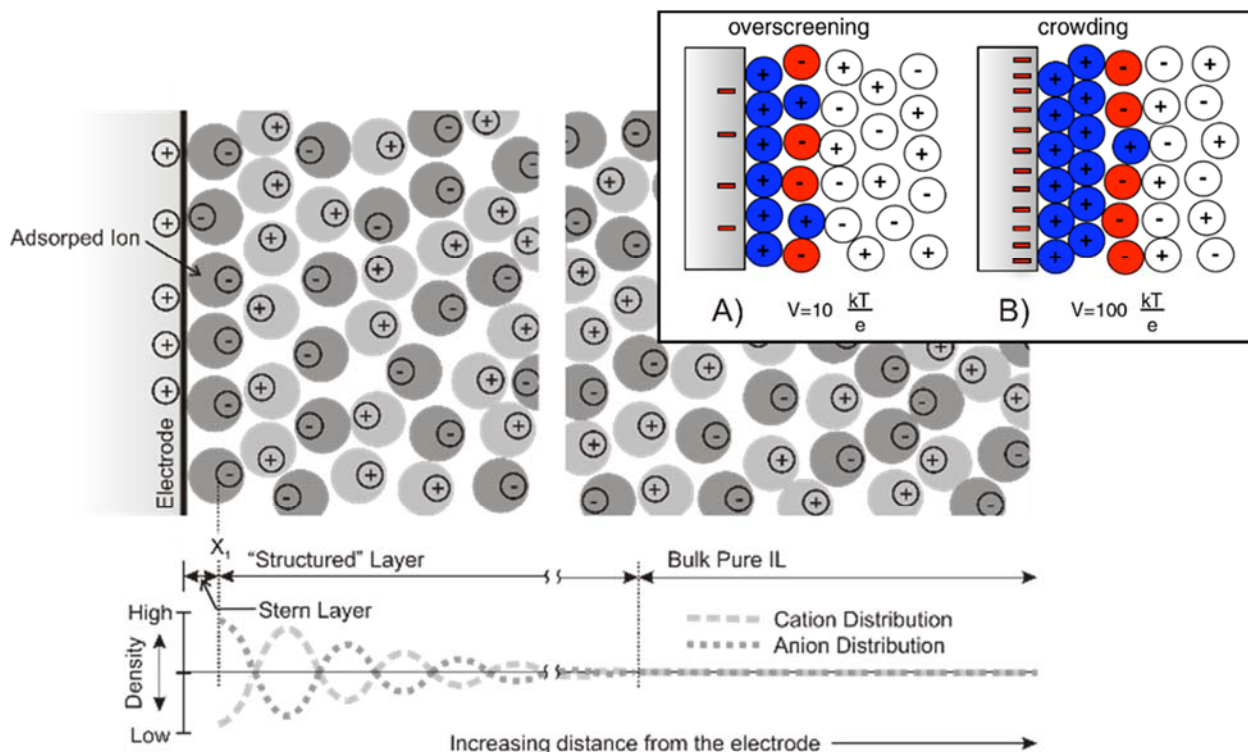 overscreening
crowding
A)
V=10 kT/e
B)
V=100 kT/e
Adsorbed Ion
Electrode
X₁
"Structured" Layer
Bulk Pure IL
Stern Layer
High
Density
Low
Cation Distribution
Anion Distribution
Increasing distance from the electrode